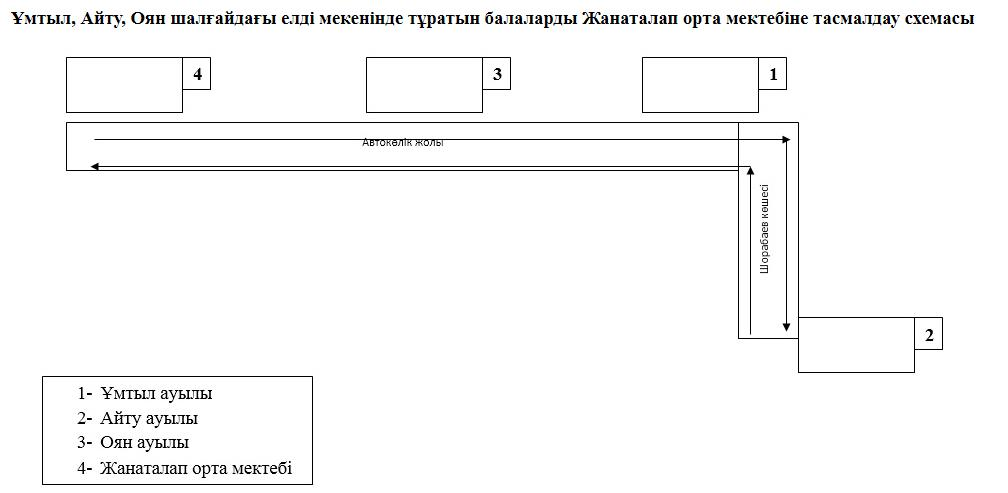 Ұмтыл, Айту, Оян шалғайдағы елді мекенінде тұратын балаларды Жанаталап орта мектебіне тасмалдау схемасы
4
3
1
Автокөлік жолы
Шорабаев көшесі
2
1- Ұмтыл ауылы
2- Айту ауылы
3- Оян ауылы
4- Жанаталап орта мектебі